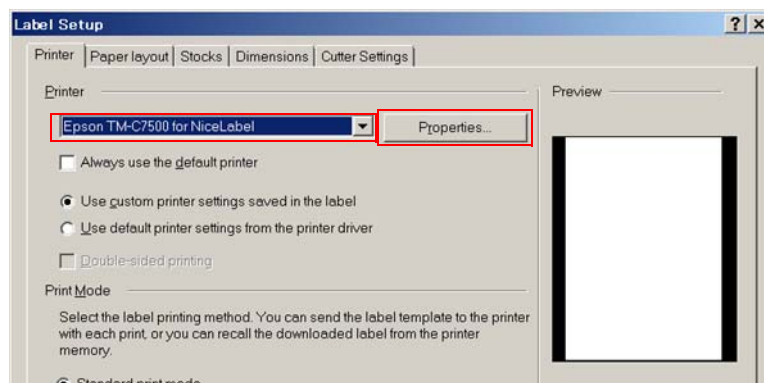 Label Setup
Printer Paper layout Stocks Dimensions Cutter Settings
Printer
Preview
Epson TM-C7500 for NiceLabel
Properties...
Always use the default printer
Use custom printer settings saved in the label
Use default printer settings from the printer driver
Double-sided printing
Print Mode
Select the label printing method. You can send the label template to the printer
with each print, or you can recall the downloaded label from the printer
memory.
Standard print mode